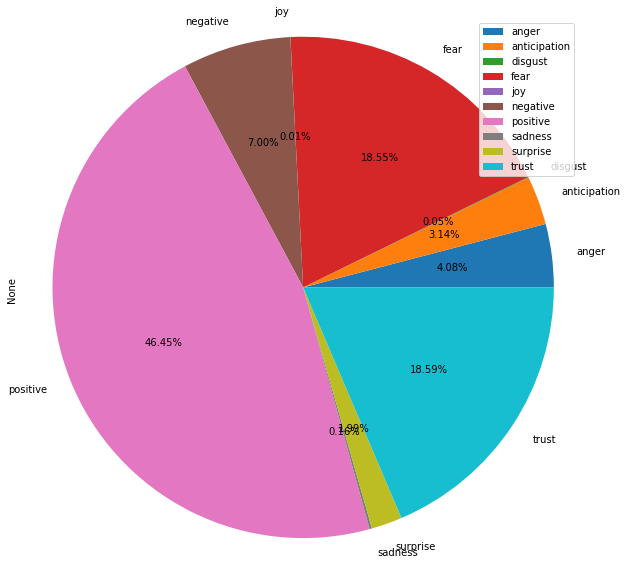 joy
negative
fear
anger
anticipation
disgust
fear
joy
negative
positive
sadness
surprise
trust
disgust
anticipation
anger
0.01%
7.00%
18.55%
0.05%
3.14%
4.08%
None
46.45%
positive
18.59%
0.16%
1.99%
trust
surprise
sadness